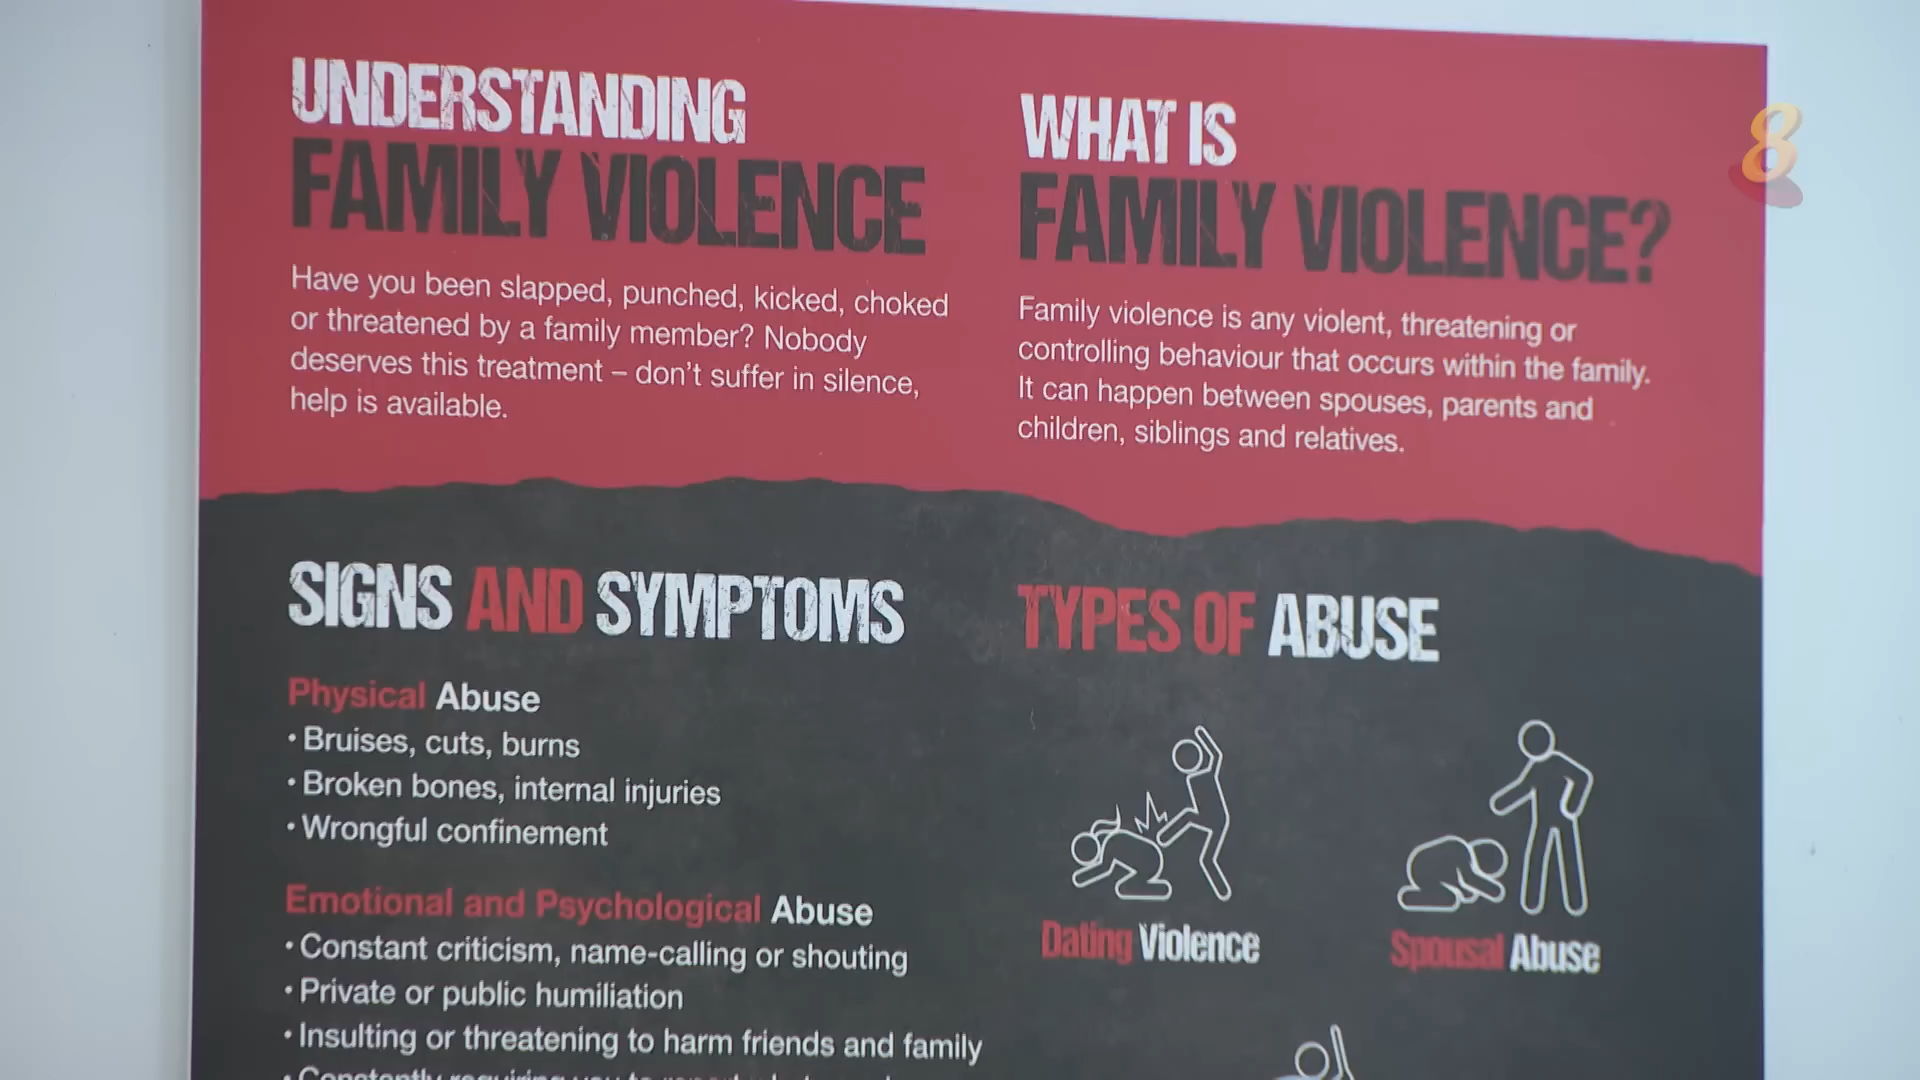 UNDERSTANDING
FAMILY VIOLENCE
Have you been slapped, punched, kicked, choked
or threatened by a family member? Nobody
deserves this treatment – don't suffer in silence,
help is available.
WHAT IS
FAMILY VIOLENCE?
Family violence is any violent, threatening or
controlling behaviour that occurs within the family.
It can happen between spouses, parents and
children, siblings and relatives.
8
SIGNS AND SYMPTOMS
Physical Abuse
• Bruises, cuts, burns
• Broken bones, internal injuries
• Wrongful confinement
Emotional and Psychological Abuse
• Constant criticism, name-calling or shouting
• Private or public humiliation
• Insulting or threatening to harm friends and family
TYPES OF ABUSE
Dating Violence
Spousal Abuse